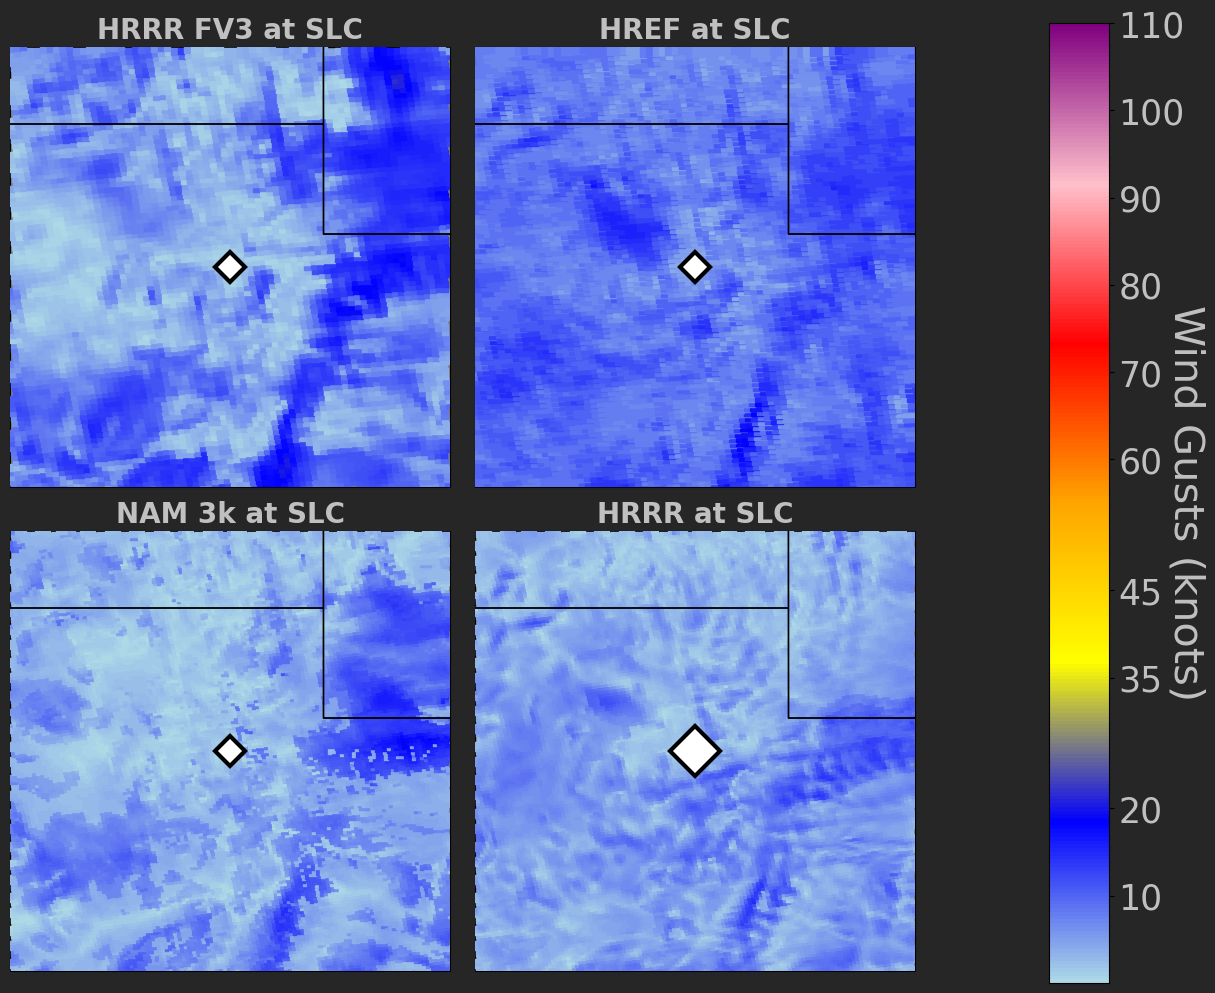 HRRR FV3 at SLC
HREF at SLC
NAM 3k at SLC
HRRR at SLC
110
100
90
80
70
60
45
35
20
10
Wind Gusts (knots)